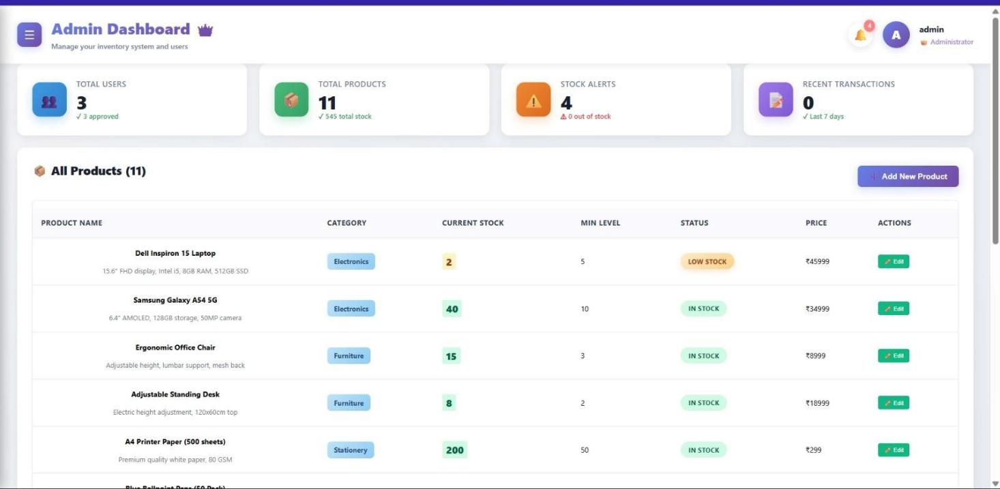 Admin Dashboard
Manage your inventory system and users
4
A
admin
Administrator
TOTAL USERS
3
✓ 3 approved
TOTAL PRODUCTS
11
✓ 545 total stock
STOCK ALERTS
4
⚠ 0 out of stock
RECENT TRANSACTIONS
0
✓ Last 7 days
All Products (11)
Add New Product
PRODUCT NAME CATEGORY CURRENT STOCK MIN LEVEL STATUS PRICE ACTIONS
Dell Inspiron 15 Laptop
15.6" FHD display, Intel i5, 8GB RAM, 512GB SSD
Electronics 2 5 LOW STOCK ₹45999 Edit
Samsung Galaxy A54 5G
6.4" AMOLED, 128GB storage, 50MP camera
Electronics 40 10 IN STOCK ₹34999 Edit
Ergonomic Office Chair
Adjustable height, lumbar support, mesh back
Furniture 15 3 IN STOCK ₹8999 Edit
Adjustable Standing Desk
Electric height adjustment, 120x60cm top
Furniture 8 2 IN STOCK ₹18999 Edit
A4 Printer Paper (500 sheets)
Premium quality white paper, 80 GSM
Stationery 200 50 IN STOCK ₹299 Edit
Blue Ballpoint Pens (50 Pack)